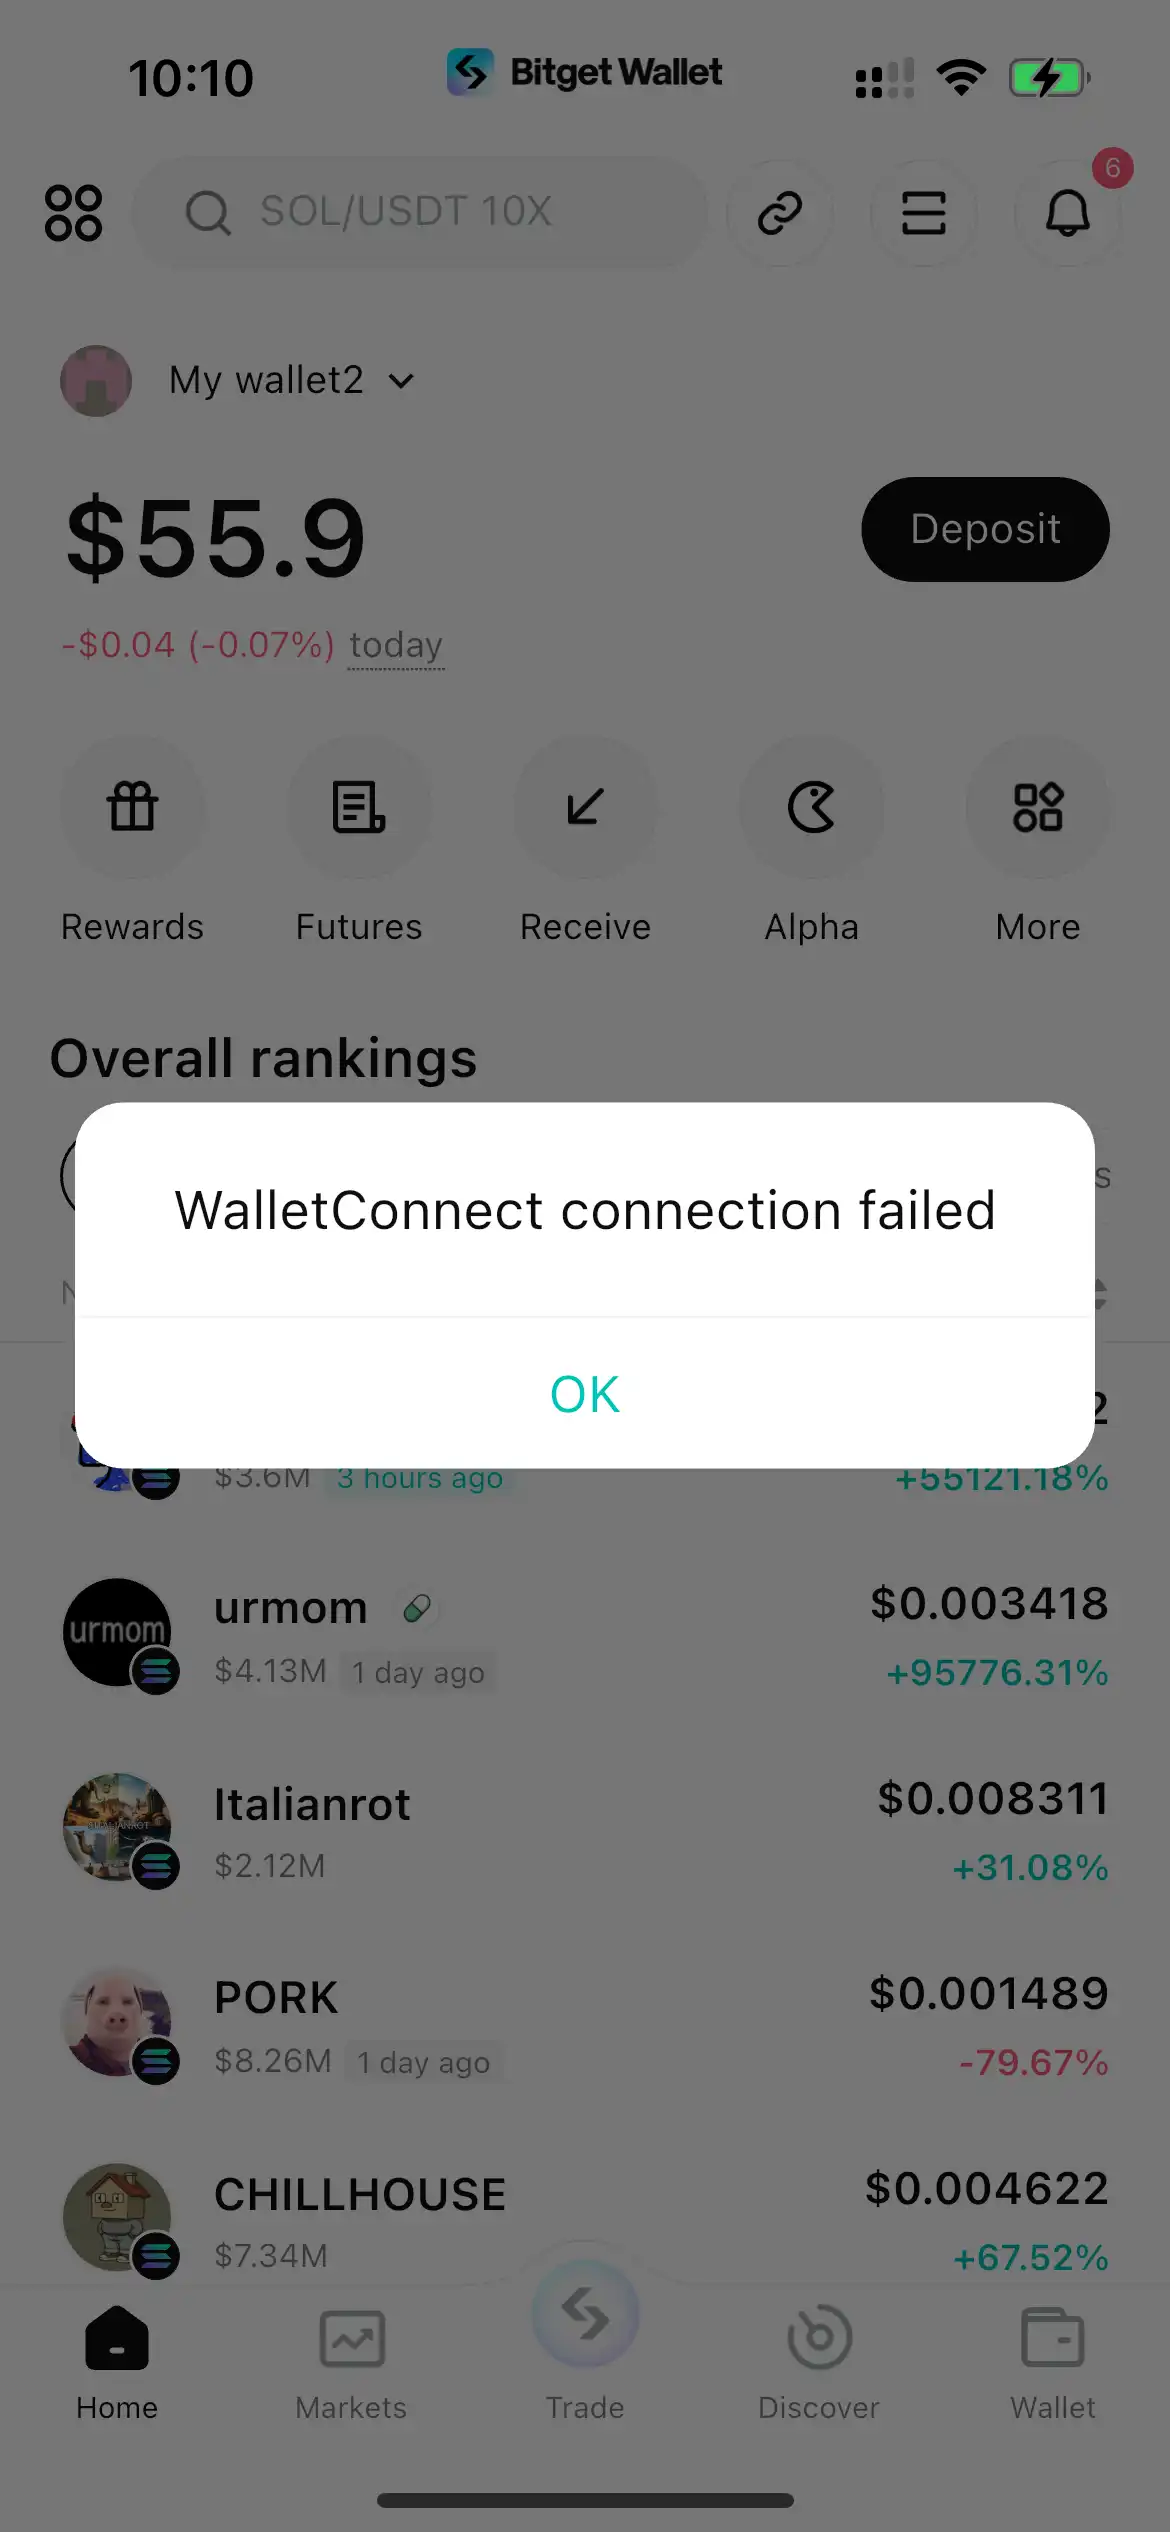 10:10
Bitget Wallet
SOL/USDT 10X
6
My wallet2
$55.9
Deposit
-$0.04 (-0.07%) today
Rewards
Futures
Receive
Alpha
More
Overall rankings
WalletConnect connection failed
OK
$3.6M
3 hours ago
+55121.18%
urmom
urmom
$0.003418
$4.13M
1 day ago
+95776.31%
Italianrot
$0.008311
$2.12M
+31.08%
PORK
$0.001489
$8.26M
1 day ago
-79.67%
CHILLHOUSE
$0.004622
$7.34M
+67.52%
Home
Markets
Trade
Discover
Wallet